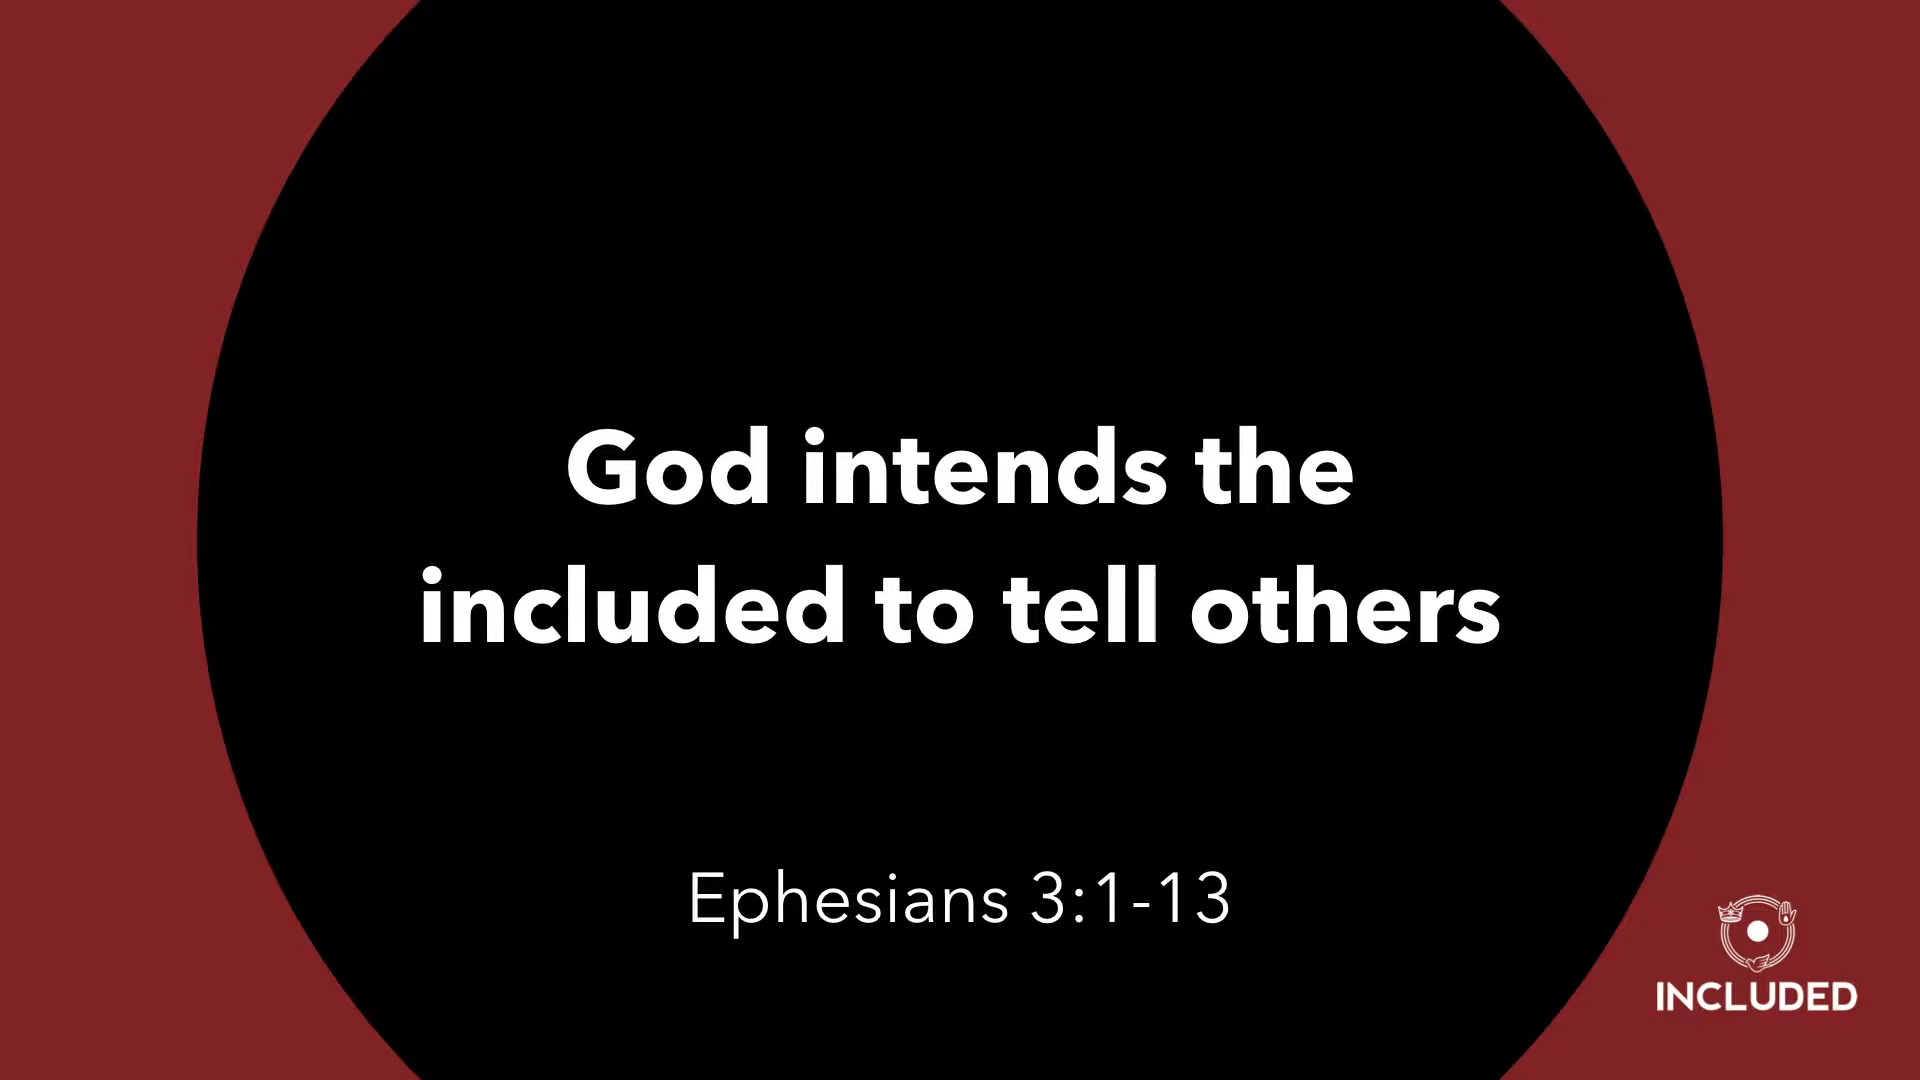 God intends the
included to tell others
Ephesians 3:1-13
INCLUDED